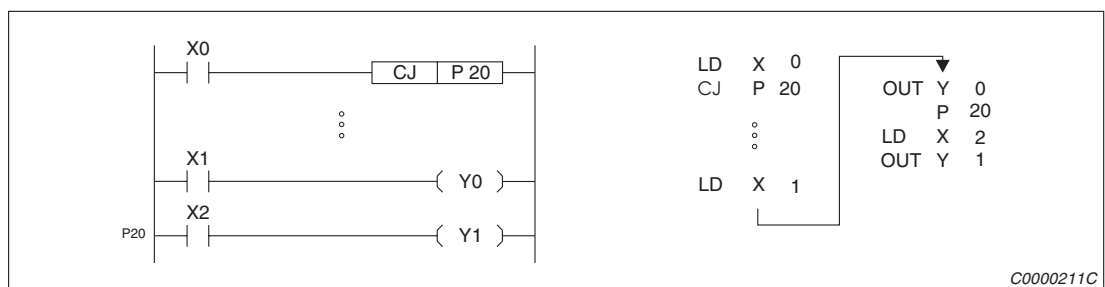 X0
CJ P 20
X1
Y0
X2
P20
Y1
LD X 0
CJ P 20
LD X 1
OUT Y 0
P 20
LD X 2
OUT Y 1
C0000211C